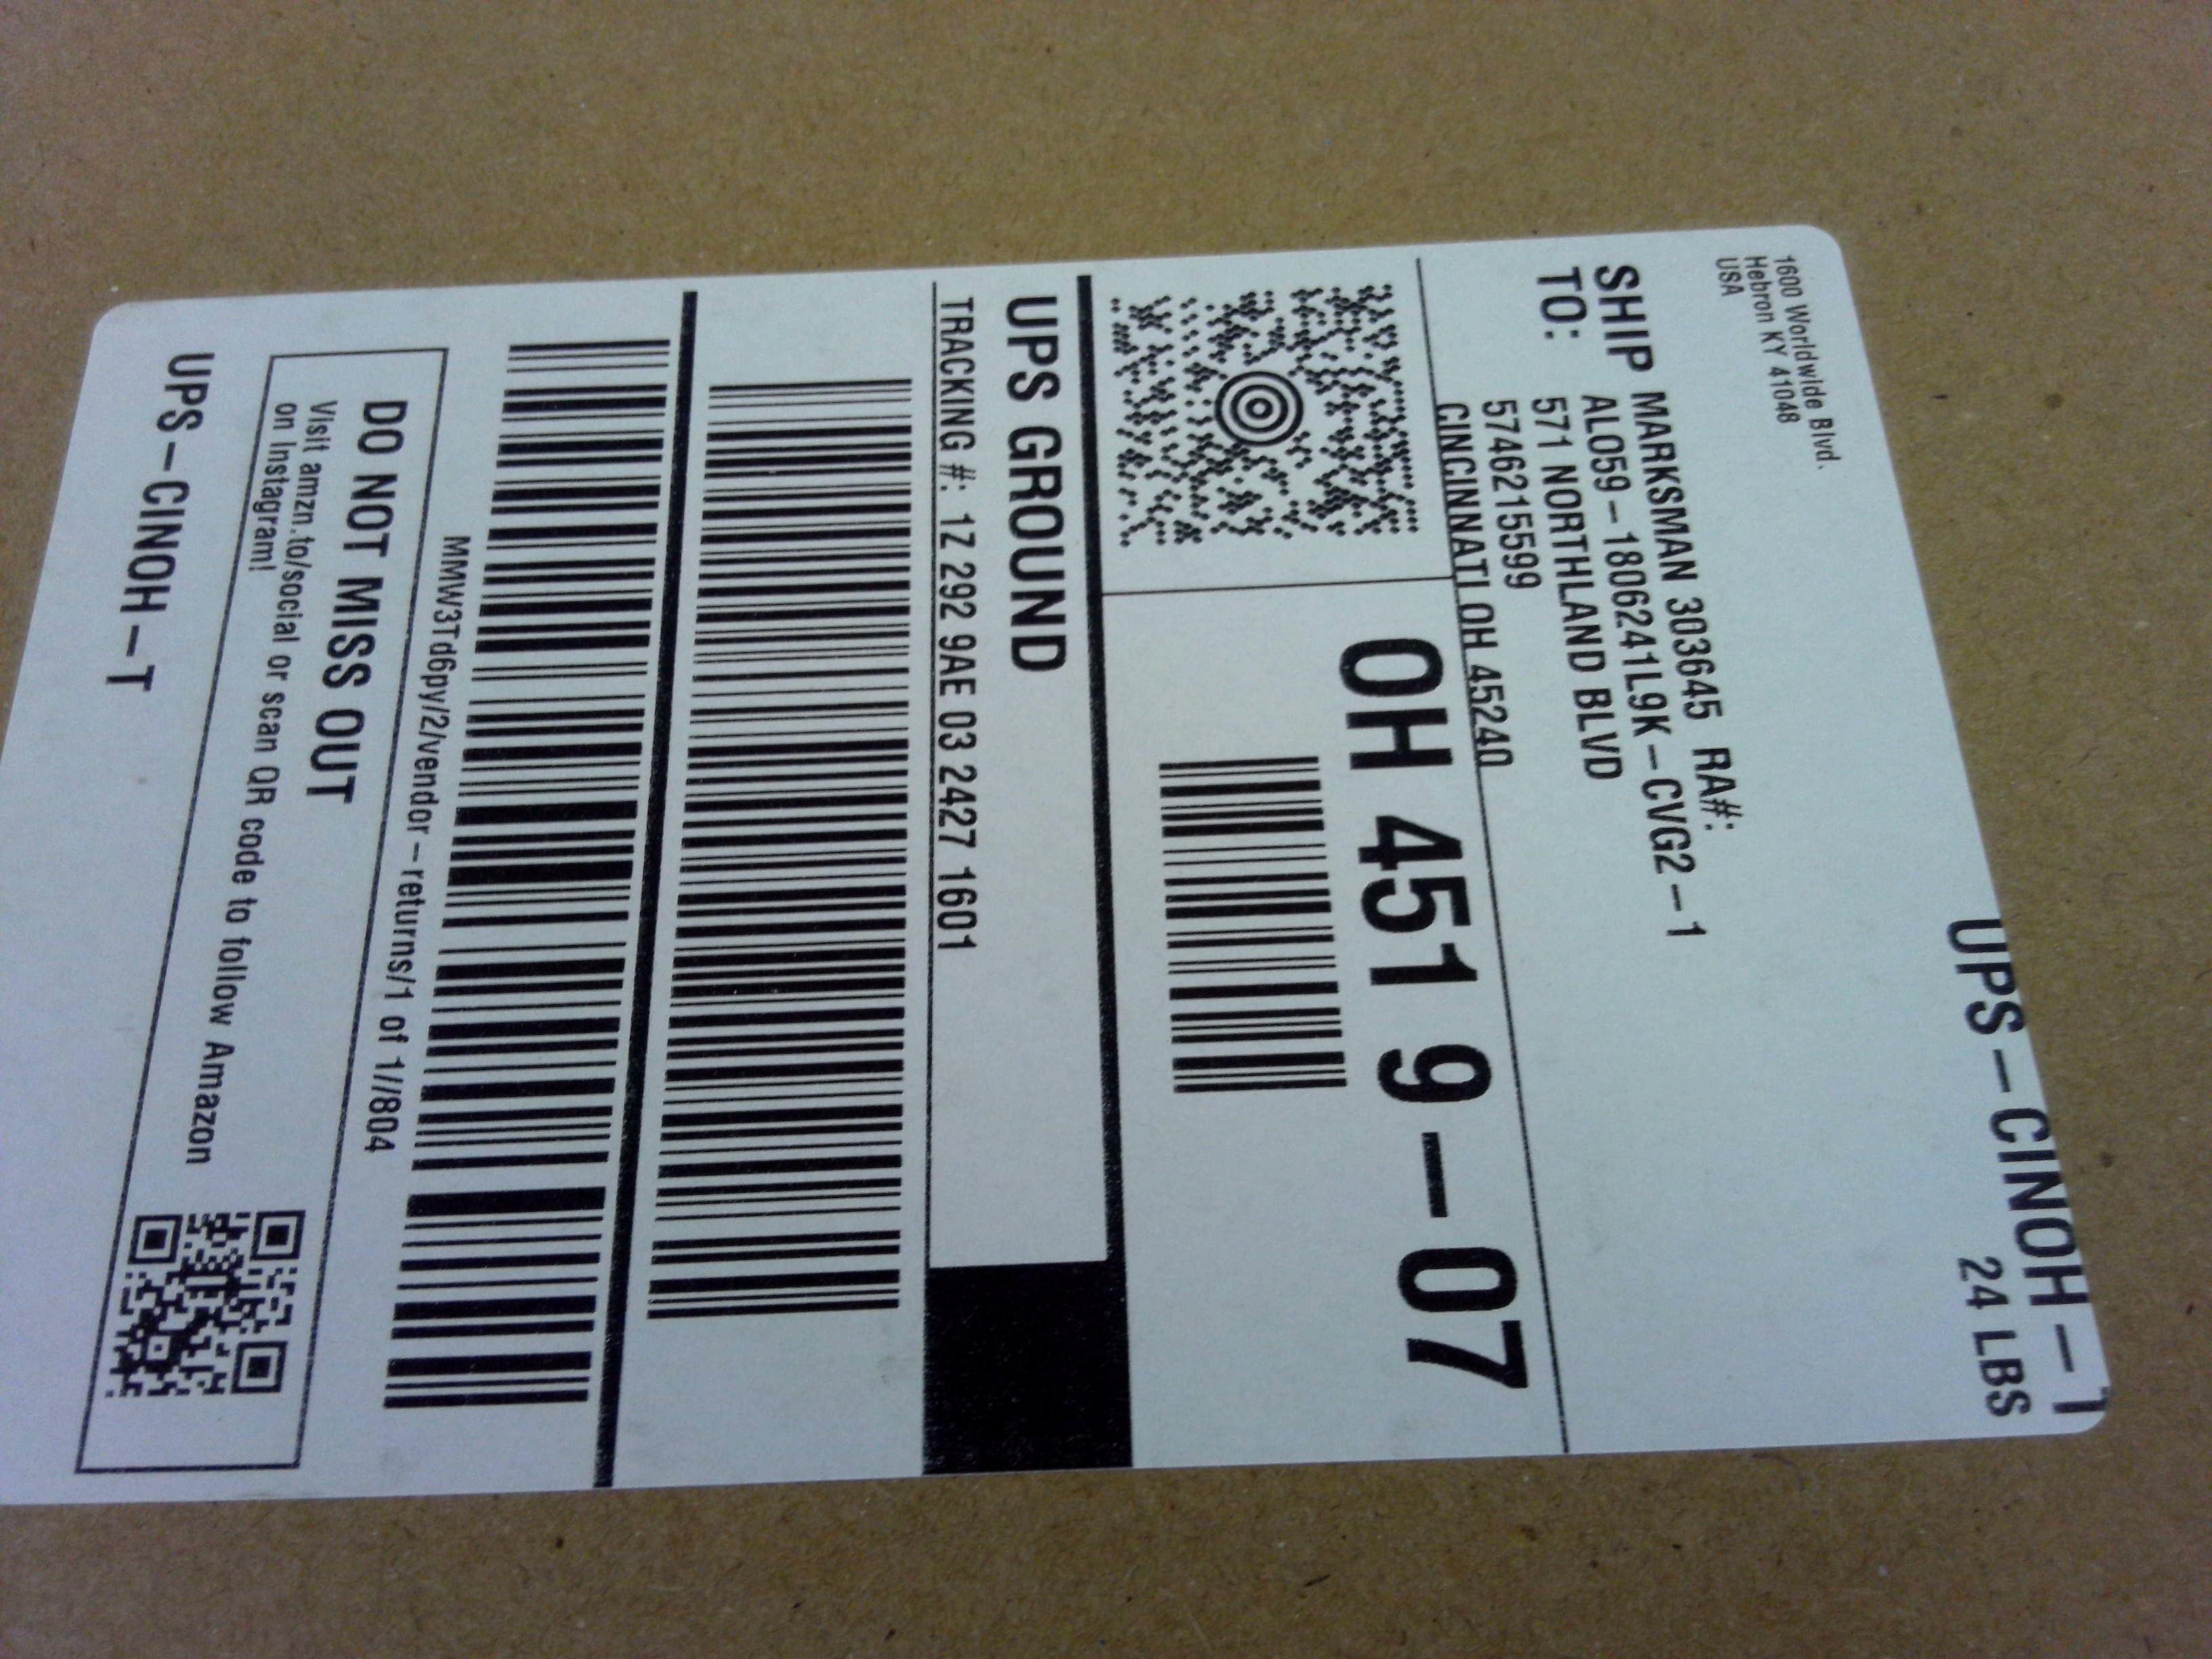 UPS-CINOH-T
24 LBS
1600 Worldwide Blvd.
Hebron KY 41048
USA
SHIP TO:
MARKSMAN 303645 RA#:
AL059-1806241L9K-CVG2-1
571 NORTHLAND BLVD
5746215599
CINCINNATI OH 45240
OH 451 9-07
UPS GROUND
TRACKING #: 1Z 292 9AE 03 2427 1601
MMW3Td6py/2/vendor-returns/1 of 1//804
DO NOT MISS OUT
Visit amzn.to/social or scan QR code to follow Amazon
on Instagram!
UPS-CINOH-T